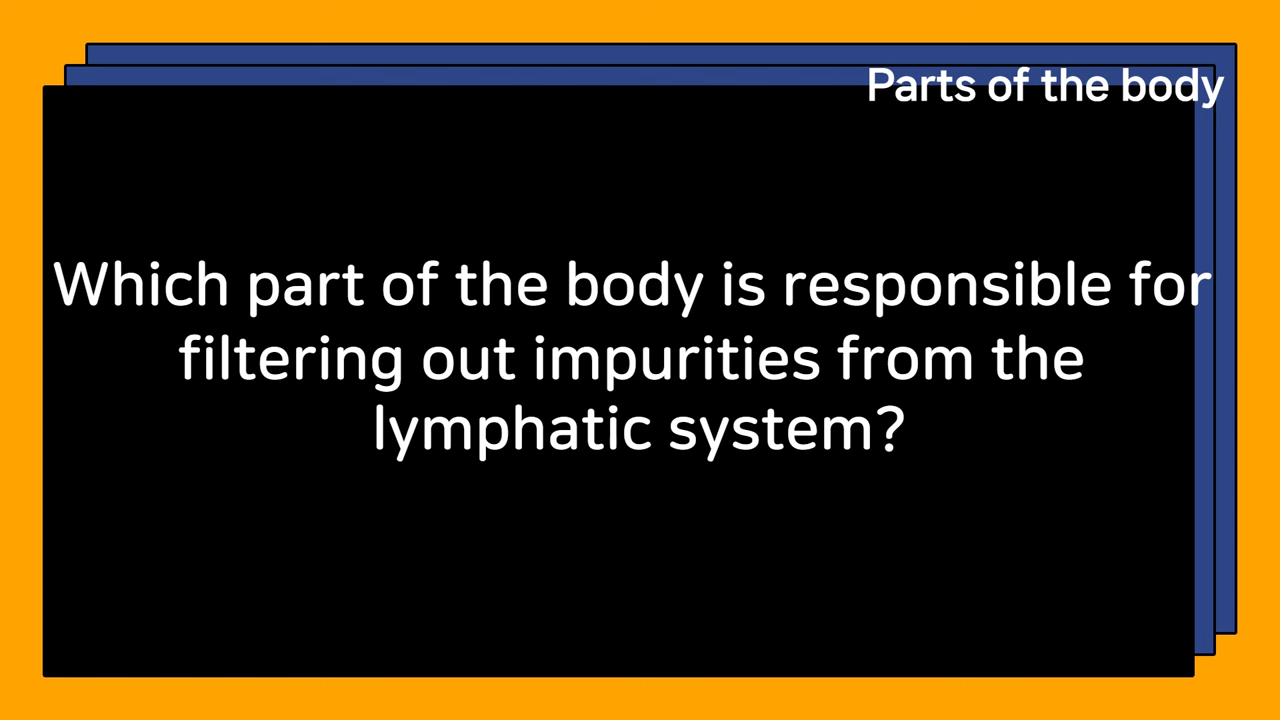 Parts of the body
Which part of the body is responsible for
filtering out impurities from the
lymphatic system?